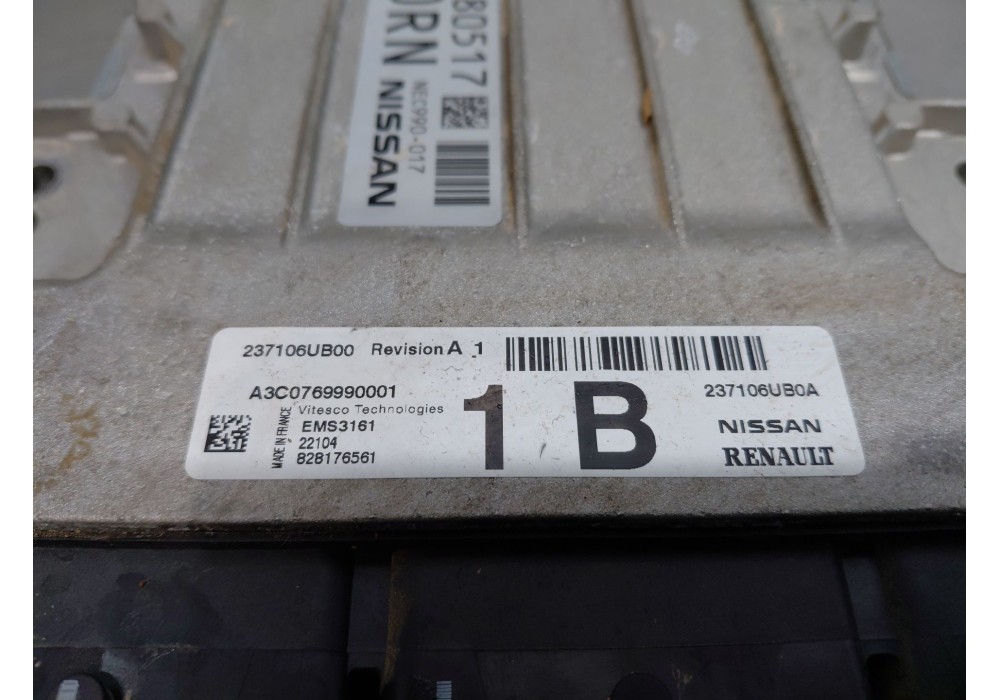 80517
NEC990-017
NISSAN
237106UB00 Revision A 1
A3C0769990001
Vitesco Technologies
MADE IN FRANCE
EMS3161
22104
828176561
1 B
237106UB0A
NISSAN
RENAULT